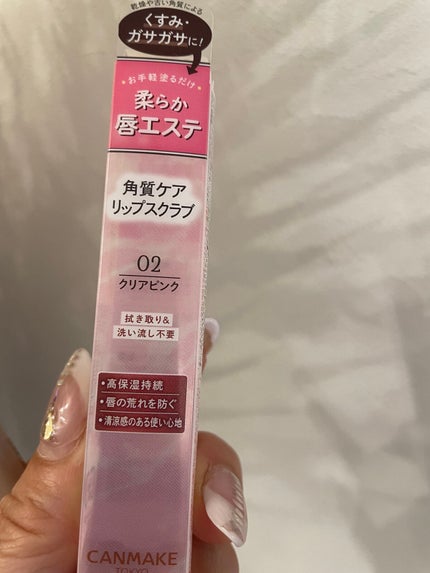 乾燥や古い角質による
くすみ・
ガサガサに!
お手軽塗るだけ
柔らか
唇エステ
角質ケア
リップスクラブ
02
クリアピンク
拭き取り&
洗い流し不要
・高保湿持続
・唇の荒れを防ぐ
・清涼感のある使い心地
CANMAKE
TOKYO